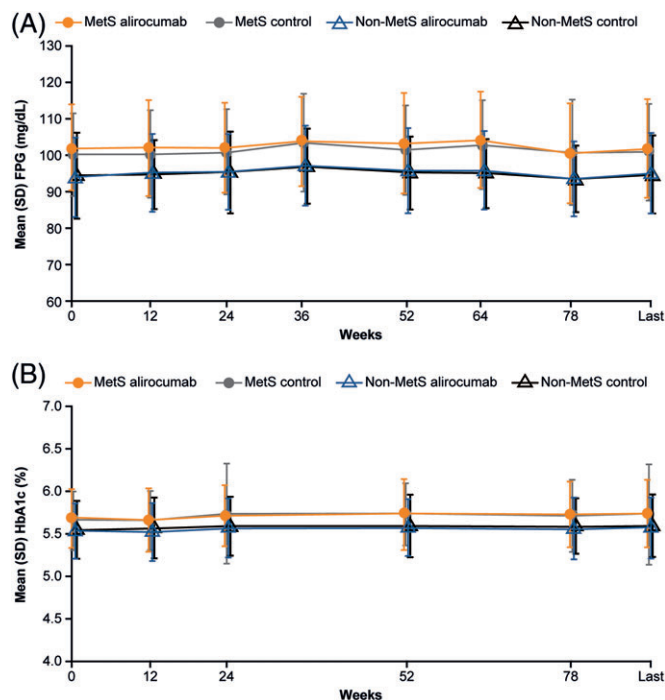 (A)
MetS alirocumab MetS control Non-MetS alirocumab Non-MetS control
Mean (SD) FPG (mg/dL)
130
120
110
100
90
80
70
60
0 12 24 36 52 64 78 Last
Weeks
(B)
MetS alirocumab MetS control Non-MetS alirocumab Non-MetS control
Mean (SD) HbA1c (%)
7.0
6.5
6.0
5.5
5.0
4.5
4.0
0 12 24 52 78 Last
Weeks